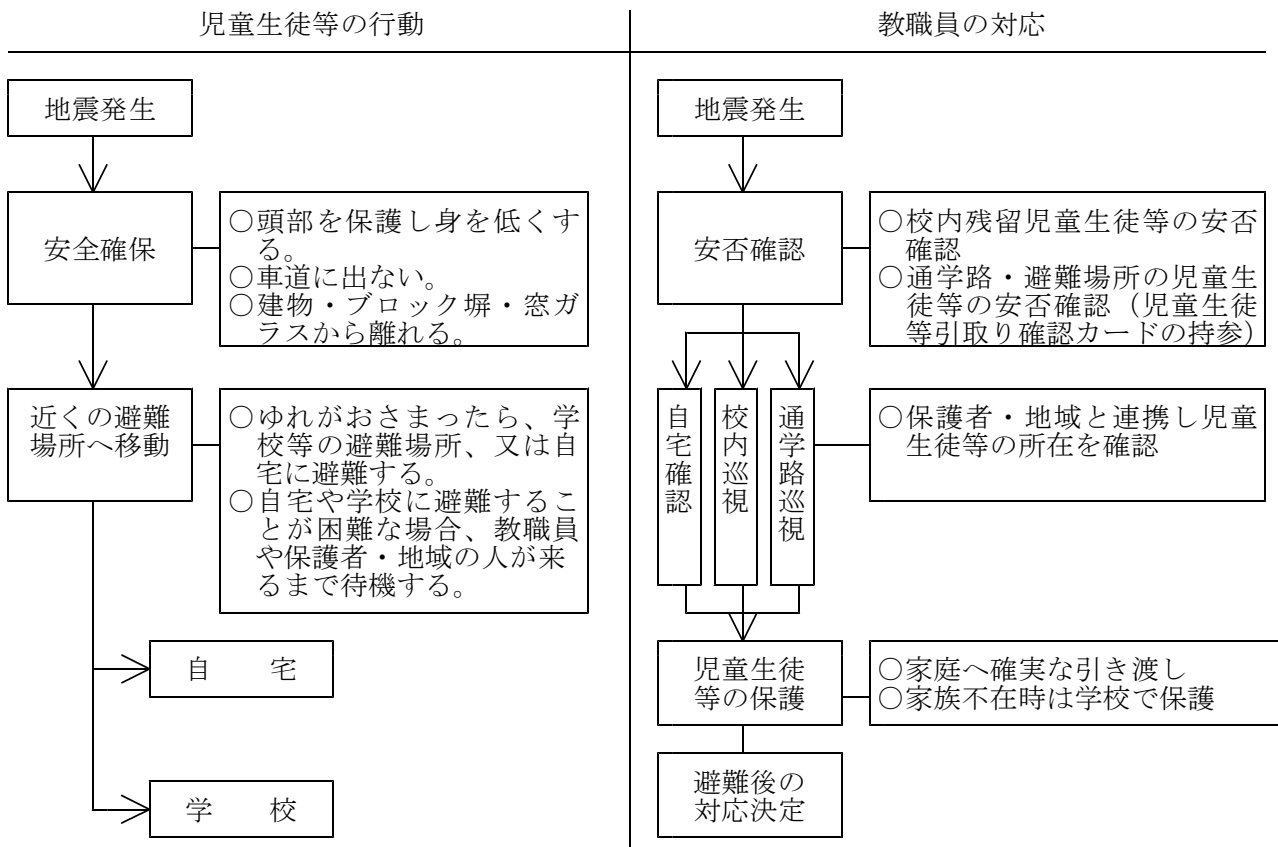 児童生徒等の行動
地震発生
安全確保
○頭部を保護し身を低くす
る。
○車道に出ない。
○建物・ブロック塀・窓ガ
ラスから離れる。
近くの避難
場所へ移動
○ゆれがおさまったら、学
校等の避難場所、又は自
宅に避難する。
○自宅や学校に避難するこ
とが困難な場合、教職員
や保護者・地域の人が来
るまで待機する。
自　　宅
学　　校
教職員の対応
地震発生
安否確認
○校内残留児童生徒等の安否
確認
○通学路・避難場所の児童生
徒等の安否確認（児童生徒
等引取り確認カードの持参）
自宅確認
校内巡視
通学路巡視
○保護者・地域と連携し児童
生徒等の所在を確認
児童生徒
等の保護
○家庭へ確実な引き渡し
○家族不在時は学校で保護
避難後の
対応決定